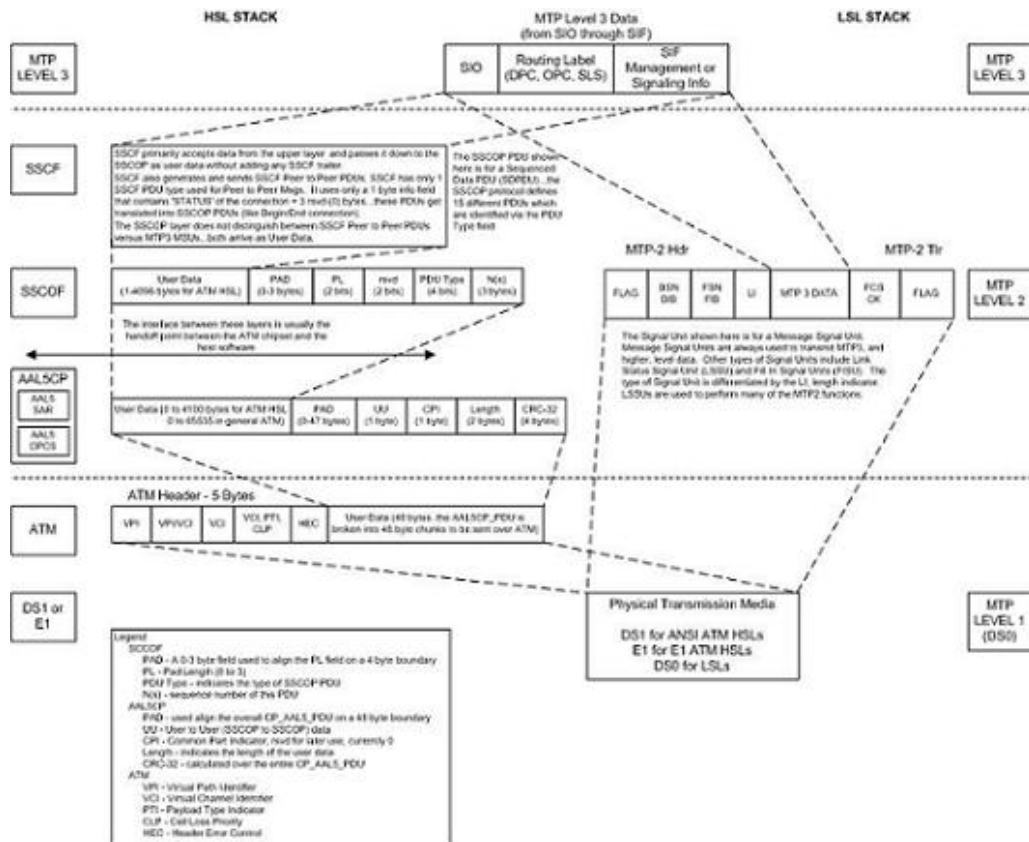 HSL STACK
MTP Level 3 Data
(from SIO through SIF)
LSL STACK
MTP
LEVEL 3
SIO
Routing Label
(DPC, OPC, SLS)
SIF
Management or
Signaling Info
MTP
LEVEL 3
SSCF
SSCF primarily accepts data from the upper layer and passes it down to the
SSCOP as user data without adding any SSCF trailer.
SSCF also generates and sends SSCF Peer to Peer PDUs. SSCF has only 1
SSCF PDU type used for Peer to Peer Msgs. It uses only a 1 byte info field
that contains "STATUS" of the connection + 3 rsvd (0) bytes...these PDUs get
translated into SSCOP PDUs (like Begin/End connection).
The SSCOP layer does not distinguish between SSCF Peer to Peer PDUs
versus MTP3 MSUs...both arrive as User Data.
The SSCOP PDU shown
here is for a Sequenced
Data PDU (SDPDU)...the
SSCOP protocol defines
15 different PDUs which
are identified via the PDU
Type field
MTP-2 Hdr
MTP-2 Tlr
SSCOF
User Data
(1-4096 bytes for ATM HSL)
PAD
(0-3 bytes)
PL
(2 bits)
rsvd
(2 bits)
PDU Type
(4 bits)
N(s)
(3 bytes)
FLAG
BSN
BIB
FSN
FIB
LI
MTP 3 DATA
FCS
CK
FLAG
MTP
LEVEL 2
The interface between these layers is usually the
handoff point between the ATM chipset and the
host software
The Signal Unit shown here is for a Message Signal Unit.
Message Signal Units are always used to transmit MTP3, and
higher, level data. Other types of Signal Units include Link
Status Signal Unit (LSSU) and Fill In Signal Units (FISU). The
type of Signal Unit is differentiated by the LI, length indicator.
LSSUs are used to perform many of the MTP2 functions.
AAL5CP
AAL5
SAR
AAL5
CPCS
User Data (0 to 4100 bytes for ATM HSL
0 to 65535 in general ATM)
PAD
(0-47 bytes)
UU
(1 byte)
CPI
(1 byte)
Length
(2 bytes)
CRC-32
(4 bytes)
ATM Header - 5 Bytes
ATM
VPI
VPI/VCI
VCI
VCI, PTI,
CLP
HEC
User Data (48 bytes, the AAL5CP_PDU is
broken into 48 byte chunks to be sent over ATM)
DS1 or
E1
Physical Transmission Media
DS1 for ANSI ATM HSLs
E1 for E1 ATM HSLs
DS0 for LSLs
MTP
LEVEL 1
(DS0)
Legend
SCCOF
PAD - A 0-3 byte field used to align the PL field on a 4 byte boundary
PL - Pad Length (0 to 3)
PDU Type - indicates the type of SSCOP PDU
N(s) - sequence number of this PDU
AAL5CP
PAD - used align the overall CP_AAL5_PDU on a 48 byte boundary
UU - User to User (SSCOP to SSCOP) data
CPI - Common Part Indicator, rsvd for later use, currently 0
Length - indicates the length of the user data
CRC-32 - calculated over the entire CP_AAL5_PDU
ATM
VPI - Virtual Path Identifier
VCI - Virtual Channel Identifier
PTI - Payload Type Indicator
CLP - Cell Loss Priority
HEC - Header Error Control